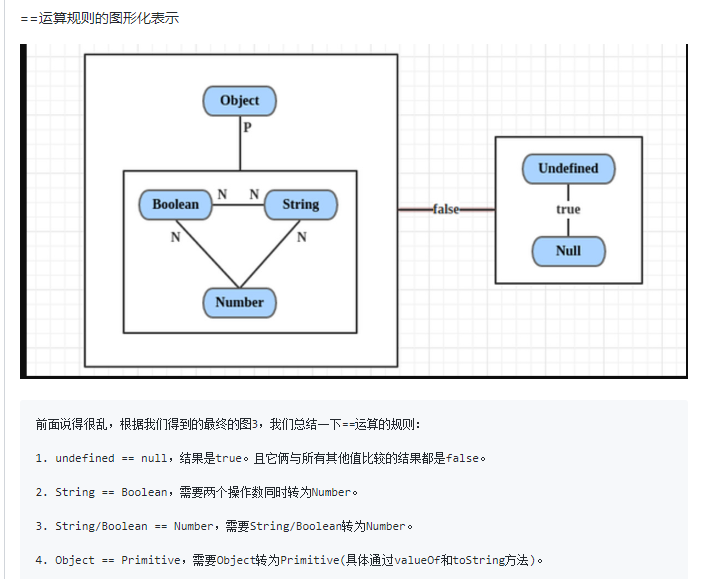 ==运算规则的图形化表示
Object
P
Boolean
N
N
String
N
N
Number
false
Undefined
true
Null
前面说得很乱，根据我们得到的最终的图3，我们总结一下==运算的规则：
1. undefined == null，结果是true。且它俩与所有其他值比较的结果都是false。
2. String == Boolean，需要两个操作数同时转为Number。
3. String/Boolean == Number，需要String/Boolean转为Number。
4. Object == Primitive，需要Object转为Primitive(具体通过valueOf和toString方法)。